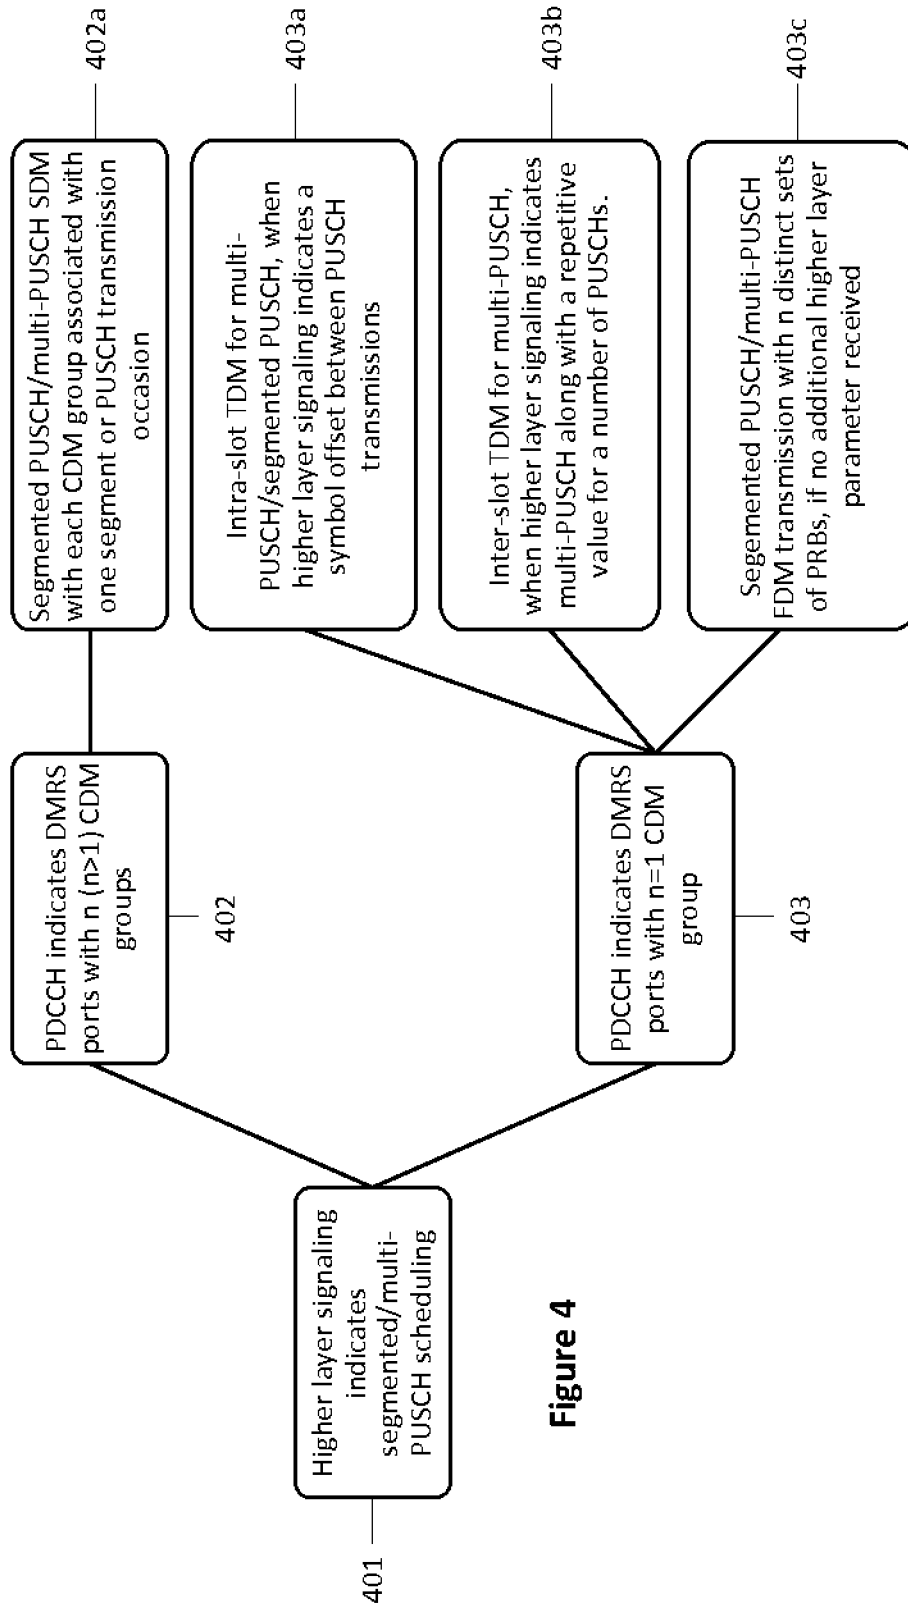 Higher layer signaling
indicates
segmented/multi-
PUSCH scheduling
401
PDCCH indicates DMRS
ports with n (n>1) CDM
groups
402
PDCCH indicates DMRS
ports with n=1 CDM
group
403
Segmented PUSCH/multi-PUSCH SDM
with each CDM group associated with
one segment or PUSCH transmission
occasion
402a
Intra-slot TDM for multi-
PUSCH/segmented PUSCH, when
higher layer signaling indicates a
symbol offset between PUSCH
transmissions
403a
Inter-slot TDM for multi-PUSCH,
when higher layer signaling indicates
multi-PUSCH along with a repetitive
value for a number of PUSCHs.
403b
Segemented PUSCH/multi-PUSCH
FDM transmission with n distinct sets
of PRBs, if no additional higher layer
parameter received
403c
Figure 4